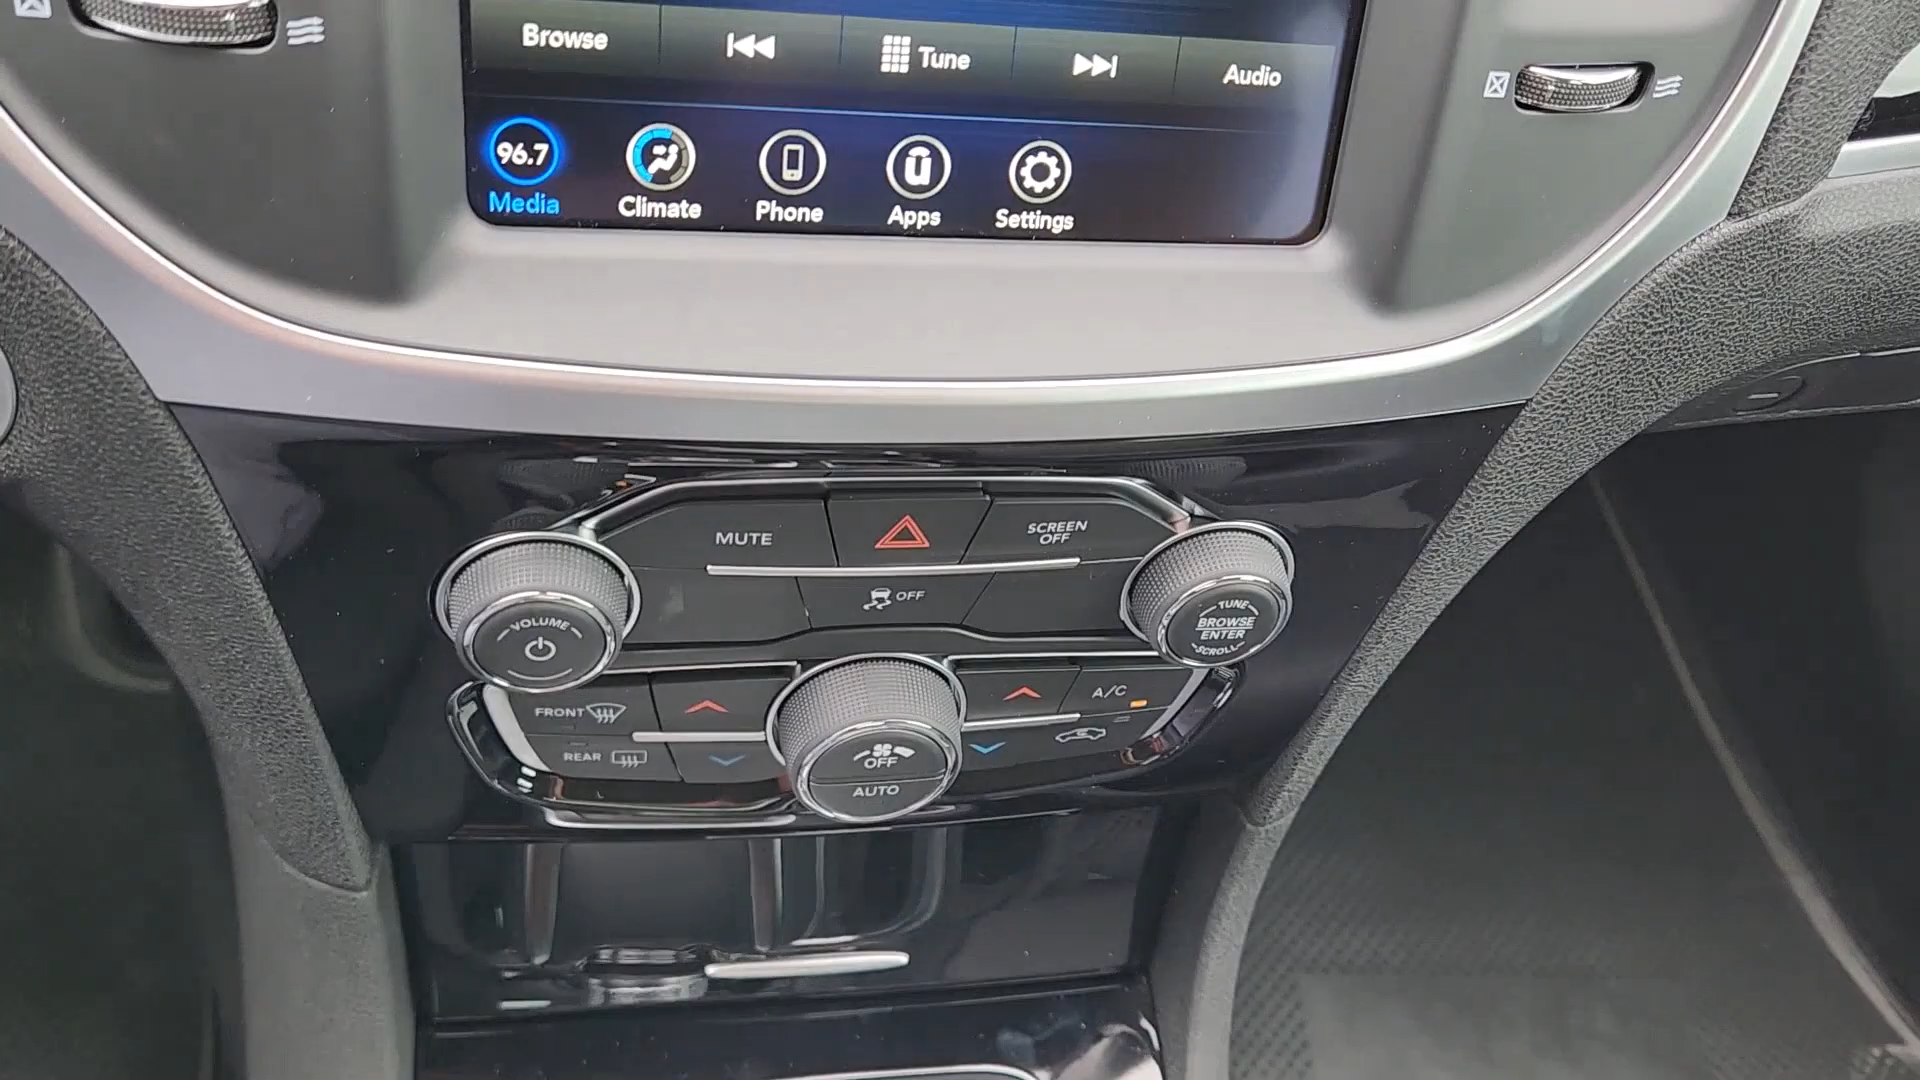 Browse
Tune
Audio
96.7
Media
Climate
Phone
Apps
Settings
MUTE
SCREEN
OFF
OFF
VOLUME
TUNE
BROWSE
ENTER
SCROLL
FRONT
A/C
REAR
OFF
AUTO